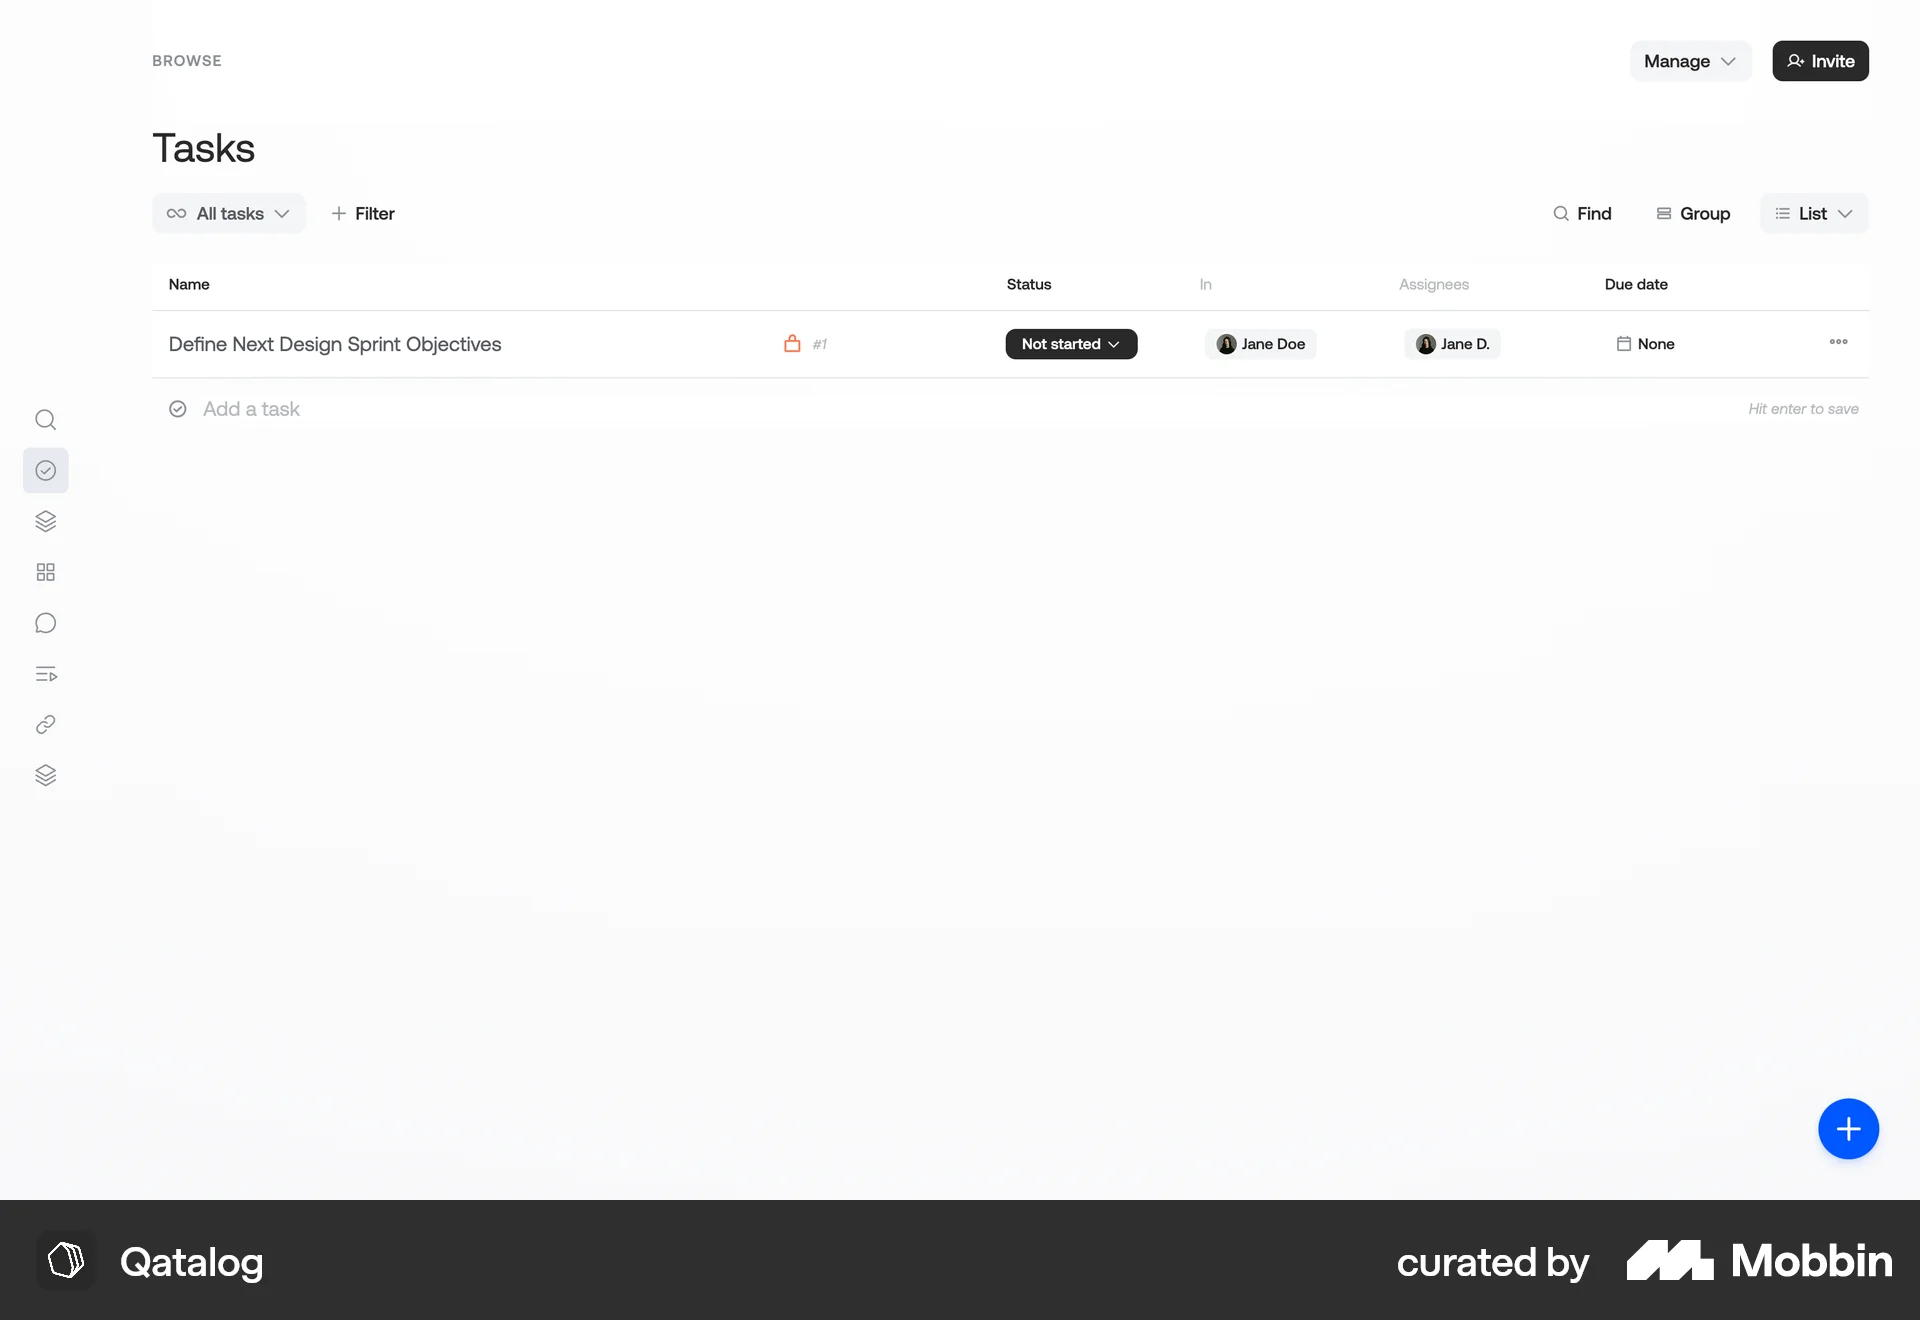 BROWSE
Manage
Invite
Tasks
All tasks
Filter
Find
Group
List
Name Status In Assignees Due date
Define Next Design Sprint Objectives #1 Not started Jane Doe Jane D. None
Add a task Hit enter to save
Qatalog curated by Mobbin